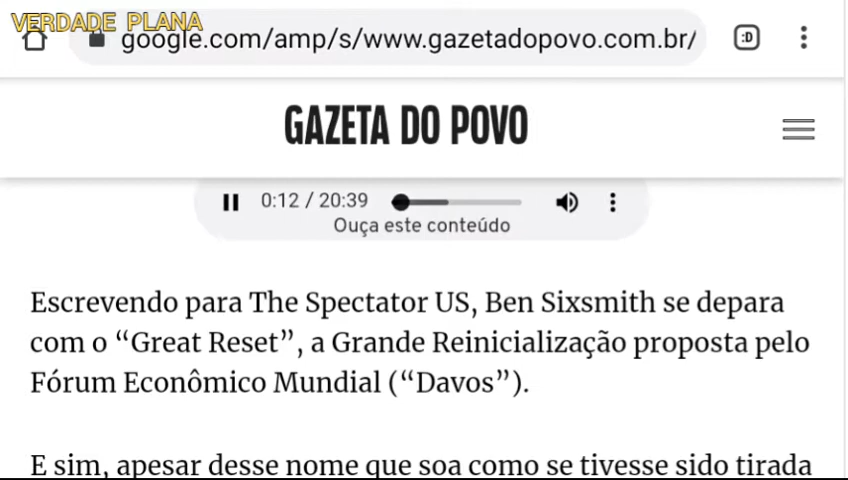 VERDADE PLANA
google.com/amp/s/www.gazetadopovo.com.br/
:D
GAZETA DO POVO
0:12 / 20:39
Ouça este conteúdo
Escrevendo para The Spectator US, Ben Sixsmith se depara
com o “Great Reset”, a Grande Reinicialização proposta pelo
Fórum Econômico Mundial (“Davos”).
E sim, apesar desse nome que soa como se tivesse sido tirada